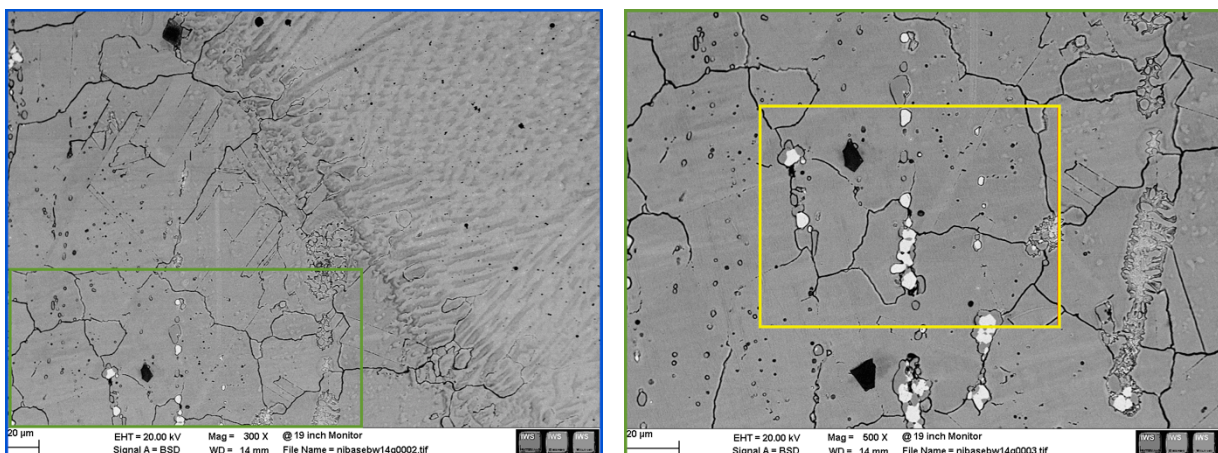 20 µm
EHT = 20.00 kV
Mag = 300 X
@ 19 inch Monitor
Signal A = BSD
WD = 14 mm
File Name = nibasebw14g0002.tif
IWS IWS IWS
20 µm
EHT = 20.00 kV
Mag = 500 X
@ 19 inch Monitor
Signal A = BSD
WD = 14 mm
File Name = nibasebw14g0003.tif
IWS IWS IWS